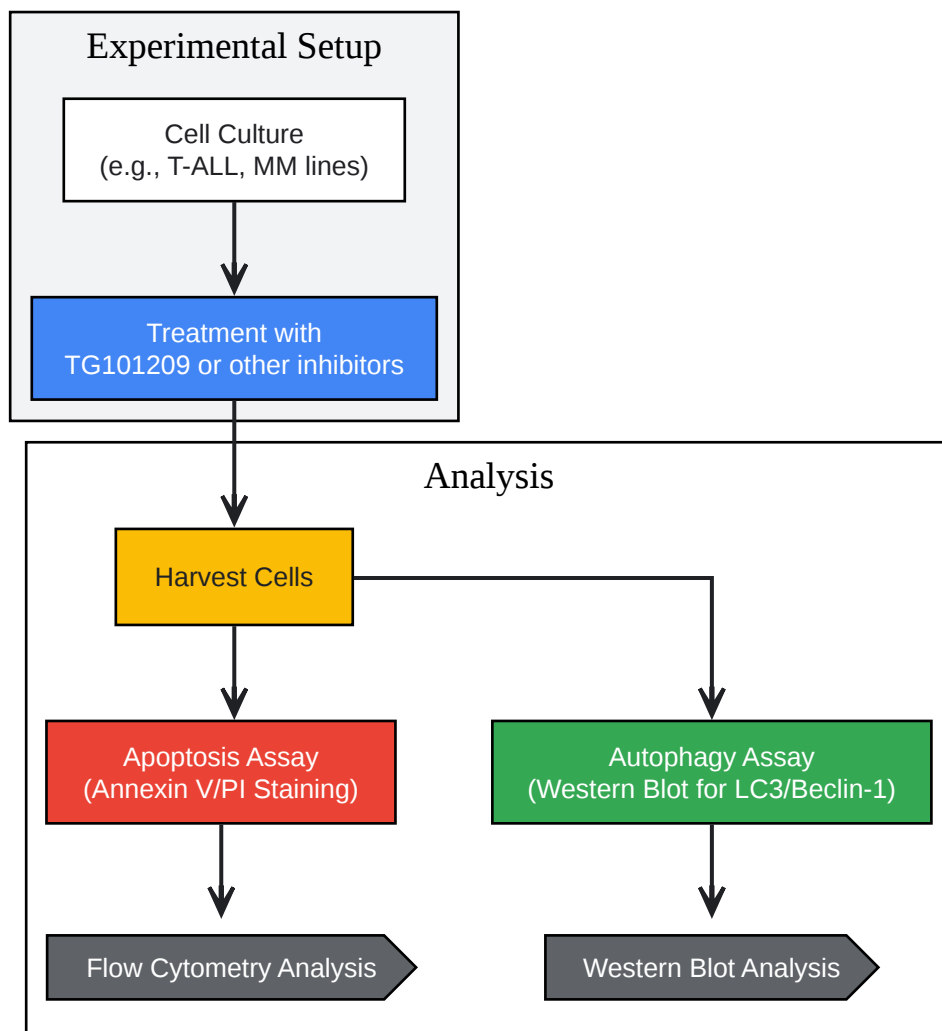 Experimental Setup
Cell Culture
(e.g., T-ALL, MM lines)
Treatment with
TG101209 or other inhibitors
Analysis
Harvest Cells
Apoptosis Assay
(Annexin V/PI Staining)
Autophagy Assay
(Western Blot for LC3/Beclin-1)
Flow Cytometry Analysis
Western Blot Analysis